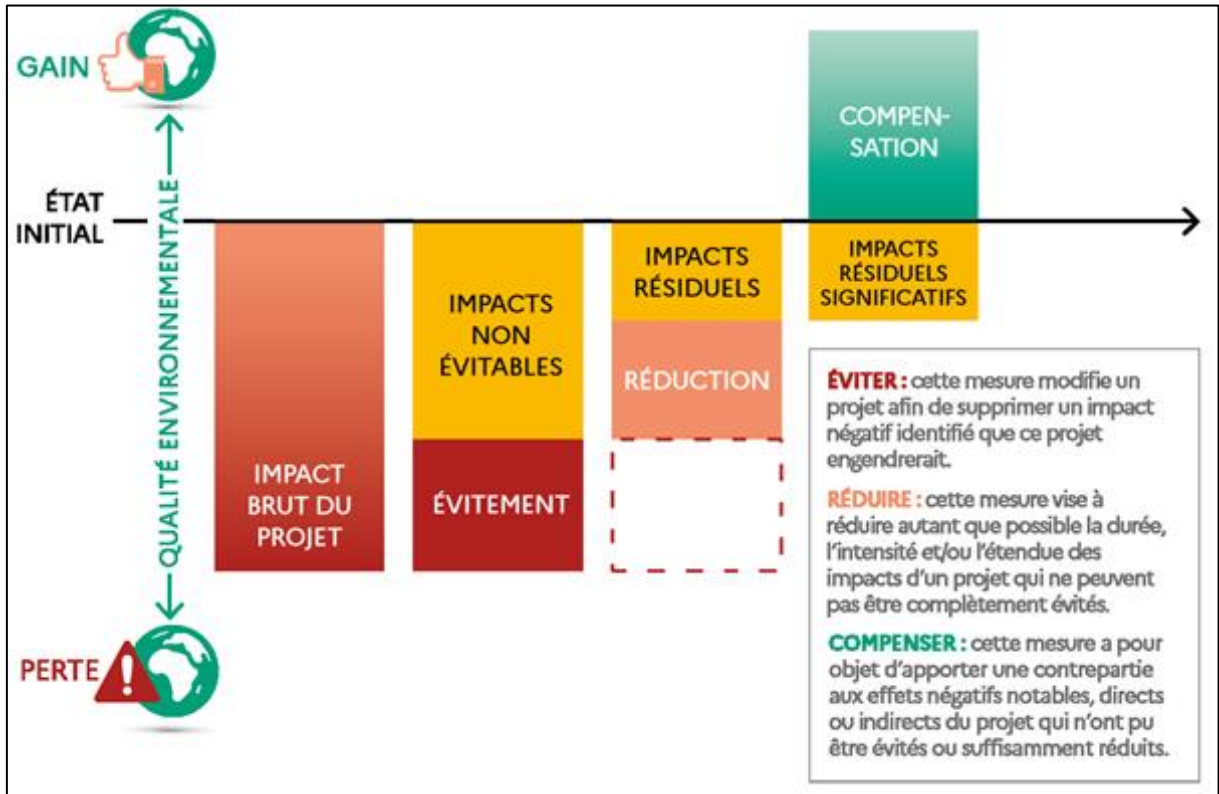 GAIN
ÉTAT
INITIAL
PERTE
QUALITÉ ENVIRONNEMENTALE
IMPACT
BRUT DU
PROJET
IMPACTS
NON
ÉVITABLES
ÉVITEMENT
IMPACTS
RÉSIDUELS
RÉDUCTION
COMPEN-
SATION
IMPACTS
RÉSIDUELS
SIGNIFICATIFS
ÉVITER : cette mesure modifie un
projet afin de supprimer un impact
négatif identifié que ce projet
engendrerait.
RÉDUIRE : cette mesure vise à
réduire autant que possible la durée,
l'intensité et/ou l'étendue des
impacts d'un projet qui ne peuvent
pas être complètement évités.
COMPENSER : cette mesure a pour
objet d'apporter une contrepartie
aux effets négatifs notables, directs
ou indirects du projet qui n'ont pu
être évités ou suffisamment réduits.